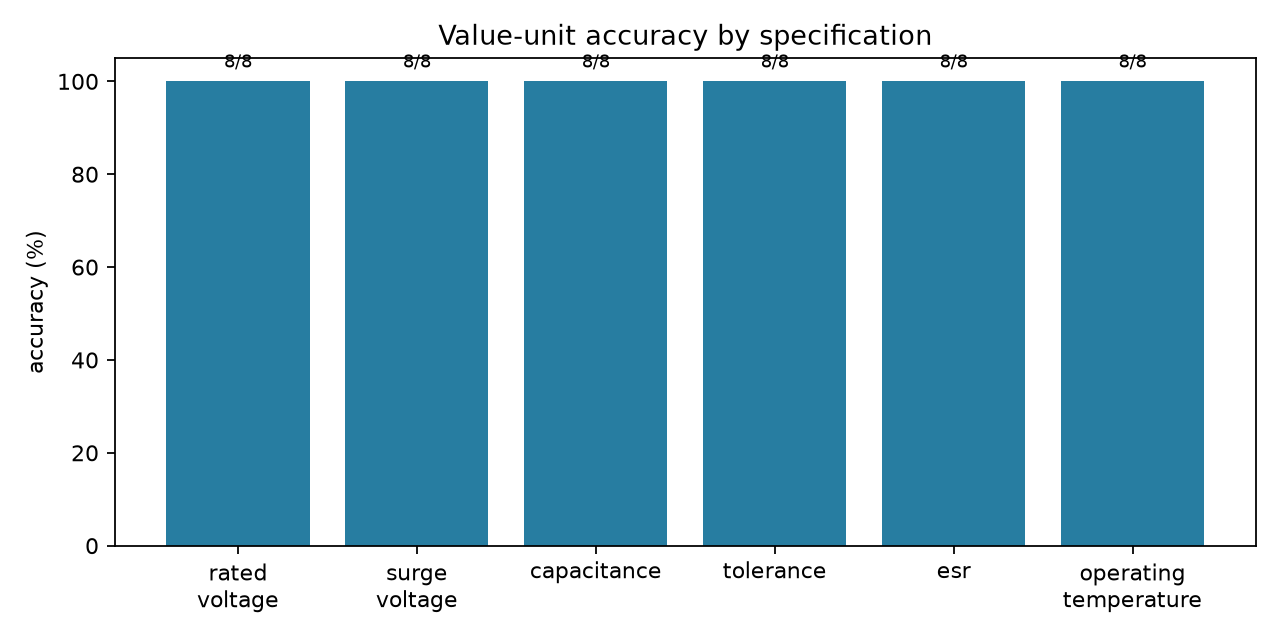 Value-unit accuracy by specification
8/8 8/8 8/8 8/8 8/8 8/8
accuracy (%)
100
80
60
40
20
0
rated voltage
surge voltage
capacitance
tolerance
esr
operating temperature